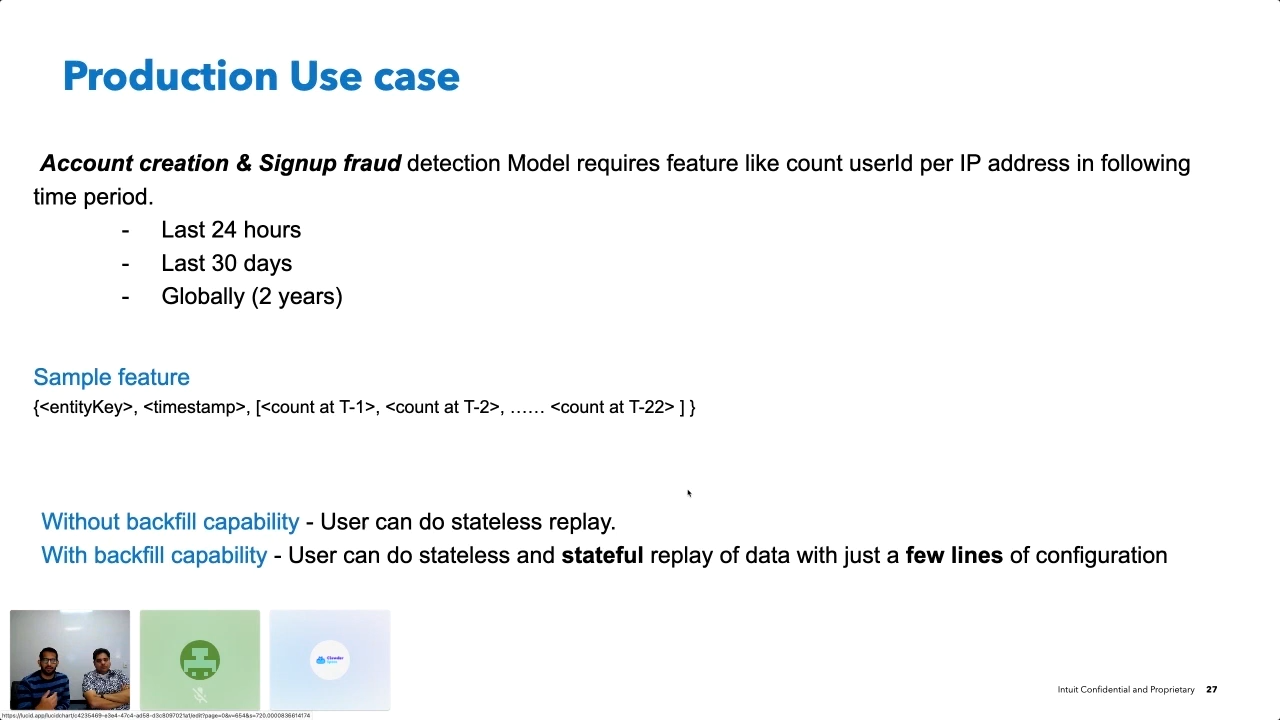 Production Use case
Account creation & Signup fraud detection Model requires feature like count userId per IP address in following
time period.
- Last 24 hours
- Last 30 days
- Globally (2 years)
Sample feature
{<entityKey>, <timestamp>, [<count at T-1>, <count at T-2>, …… <count at T-22> ] }
Without backfill capability - User can do stateless replay.
With backfill capability - User can do stateless and stateful replay of data with just a few lines of configuration
Intuit Confidential and Proprietary 27